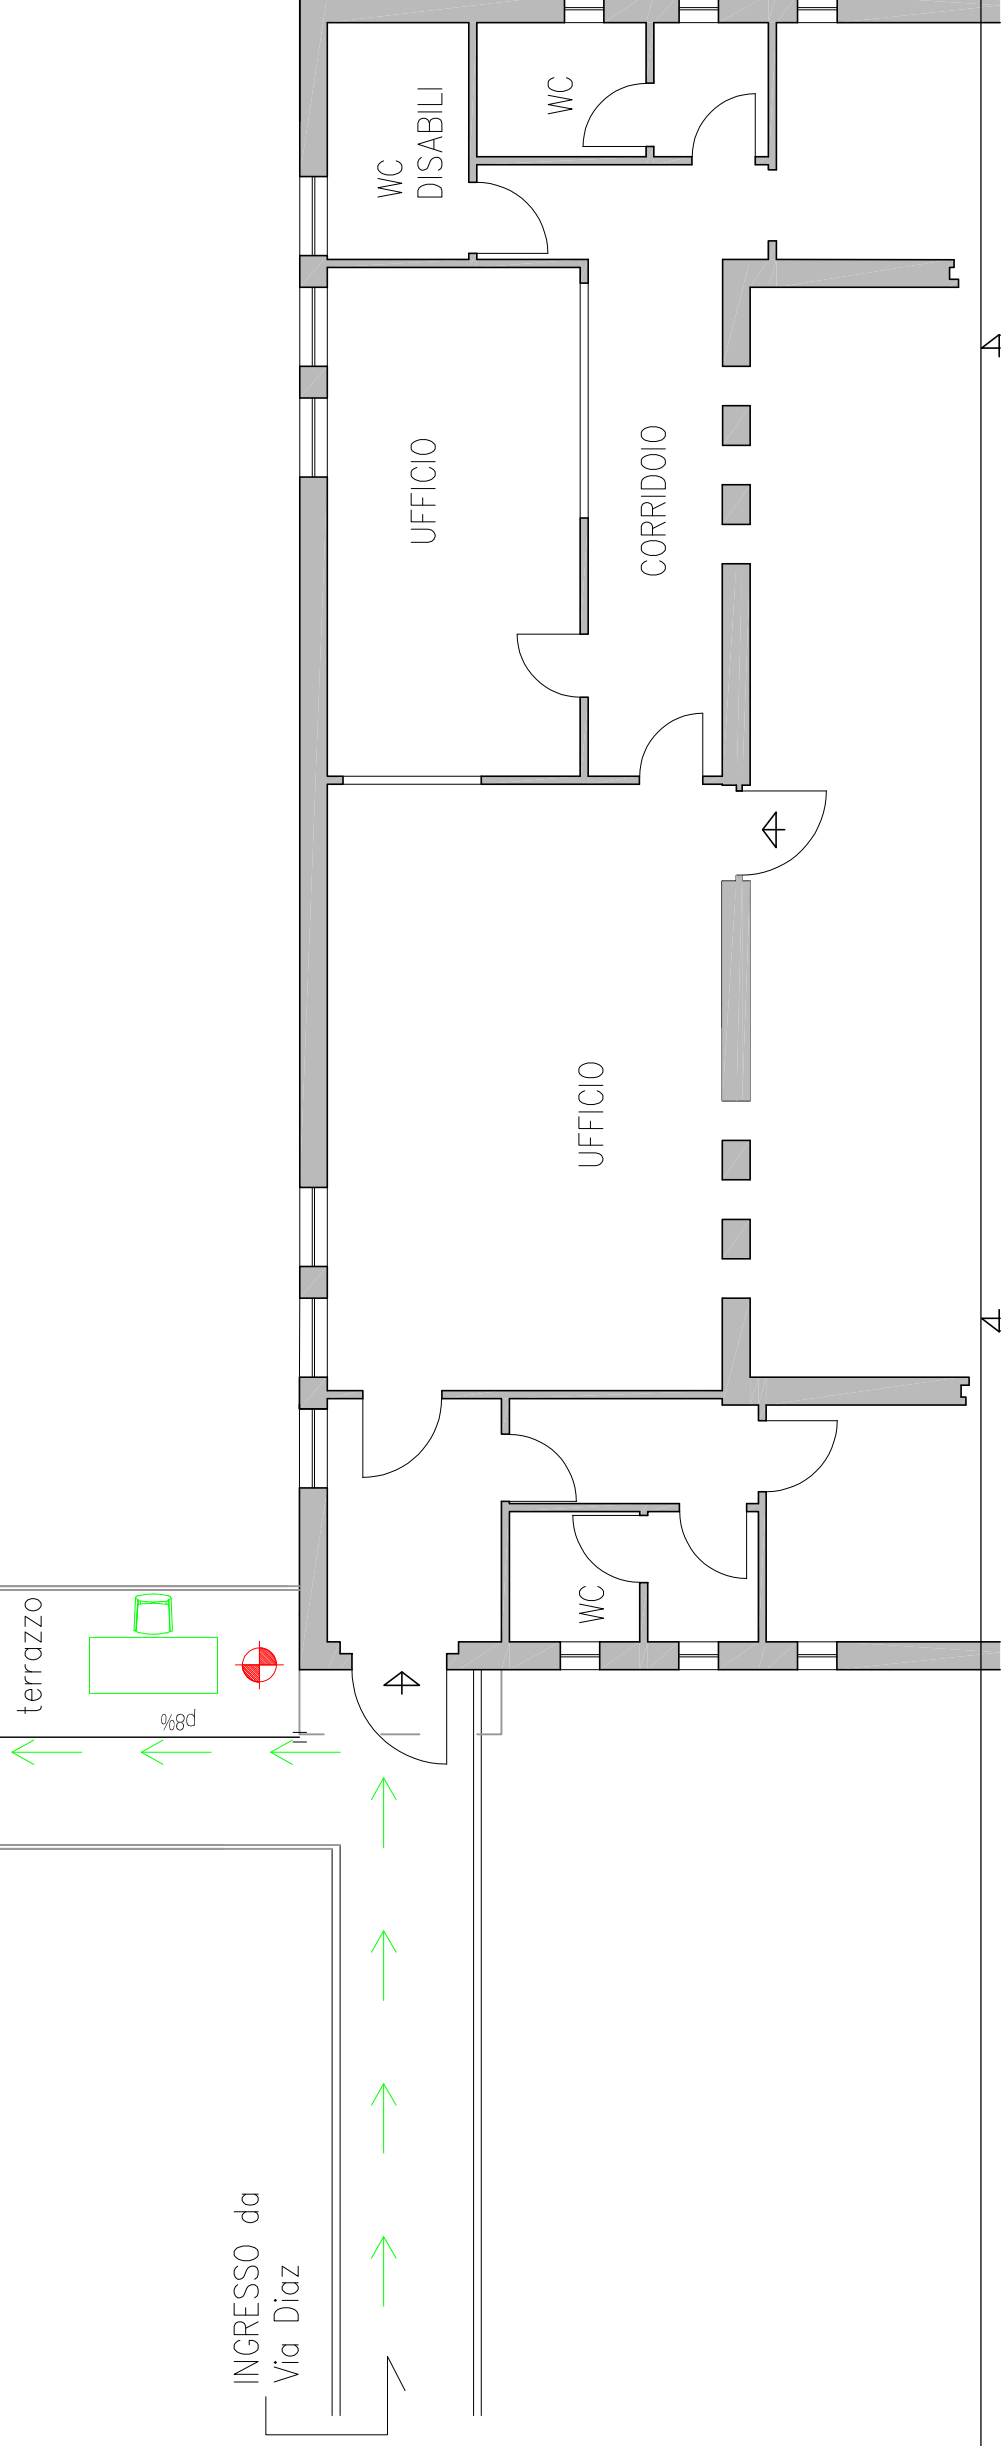 WC
WC
DISABILI
UFFICIO
CORRIDOIO
UFFICIO
WC
terrazzo
p8%
INGRESSO da
Via Diaz